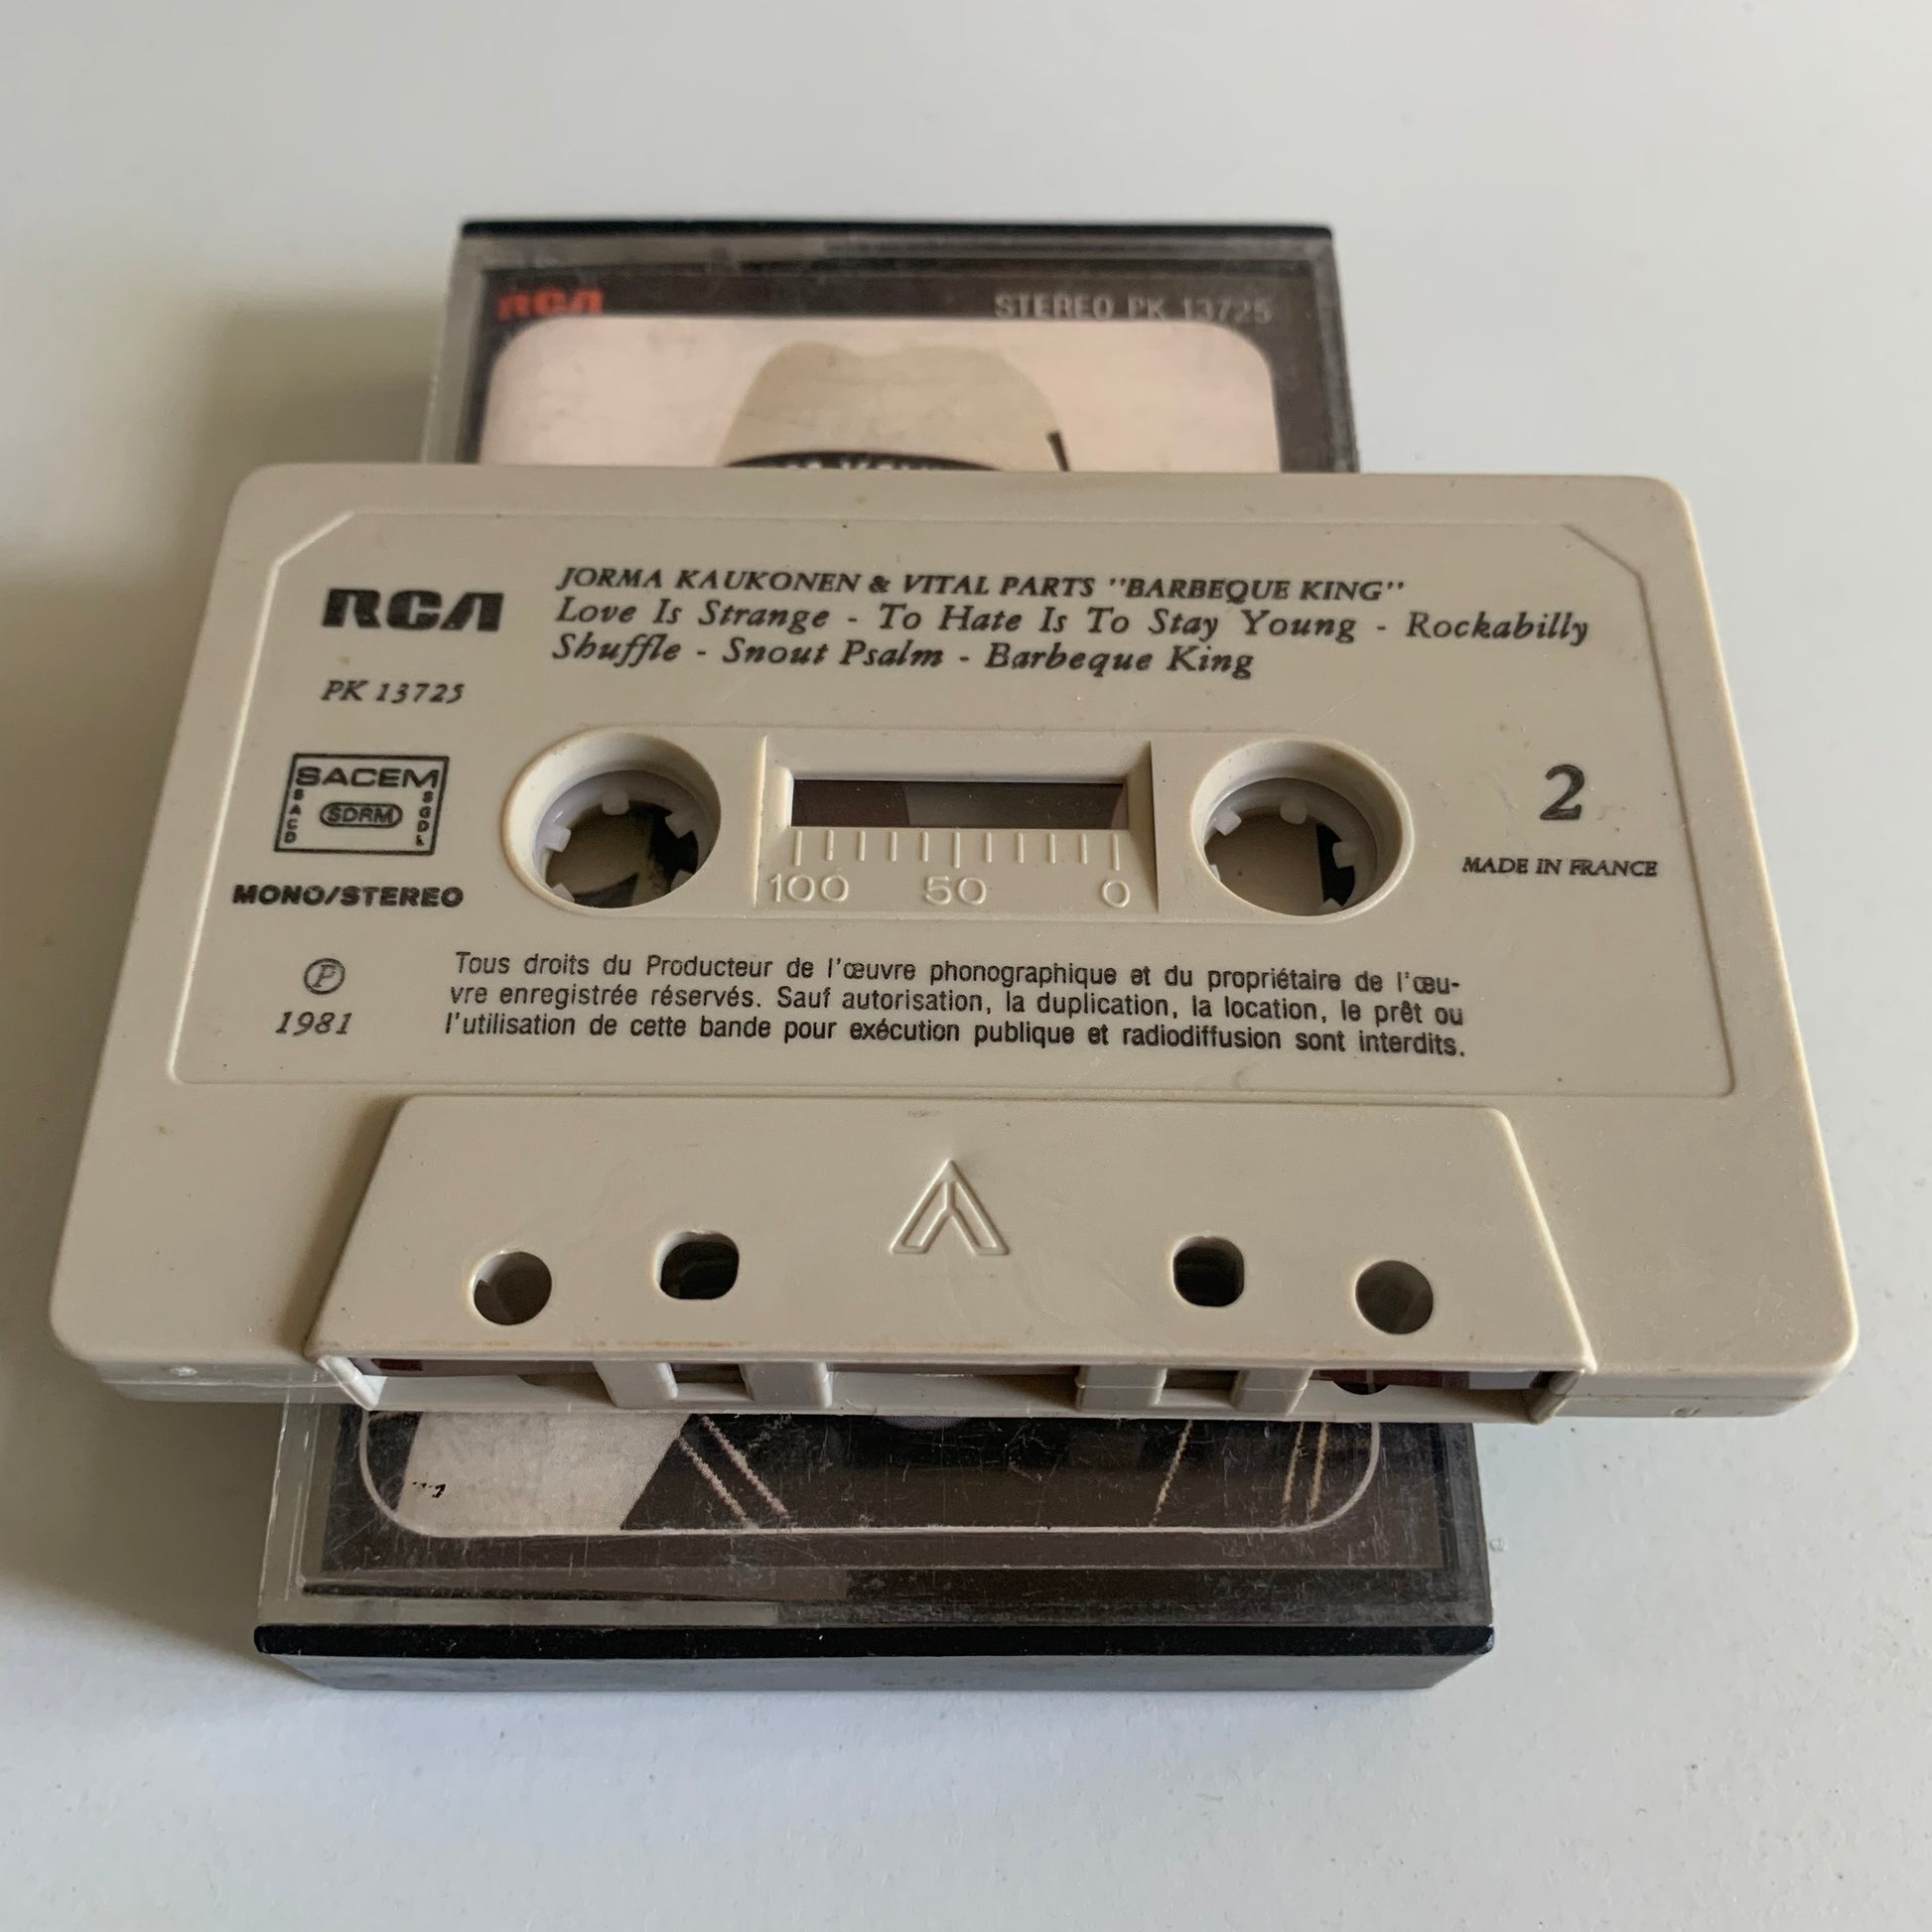 RCA
STEREO PK 13725
RCA
JORMA KAUKONEN & VITAL PARTS ''BARBEQUE KING''
Love Is Strange - To Hate Is To Stay Young - Rockabilly
Shuffle - Snout Psalm - Barbeque King
PK 13725
SACEM
SACD
SDRM
SGDL
MONO/STEREO
100 50 0
2
MADE IN FRANCE
Ⓟ
1981
Tous droits du Producteur de l'œuvre phonographique et du propriétaire de l'œu-
vre enregistrée réservés. Sauf autorisation, la duplication, la location, le prêt ou
l'utilisation de cette bande pour exécution publique et radiodiffusion sont interdits.